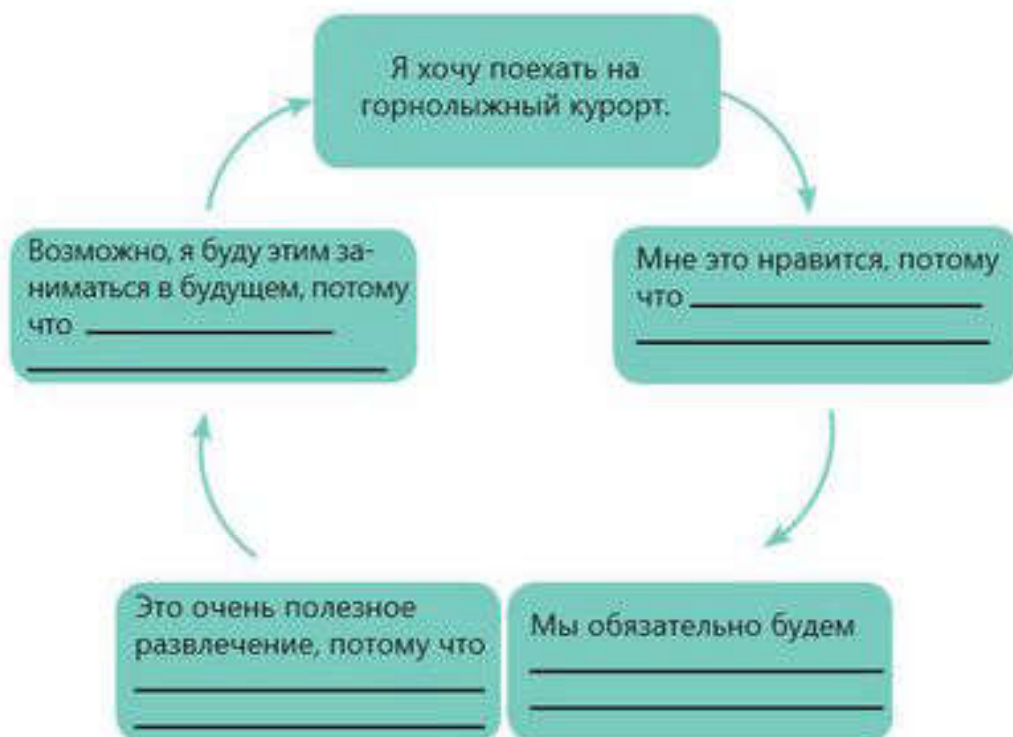 Я хочу поехать на
горнолыжный курорт.
Мне это нравится, потому
что
Мы обязательно будем
Это очень полезное
развлечение, потому что
Возможно, я буду этим за-
ниматься в будущем, потому
что